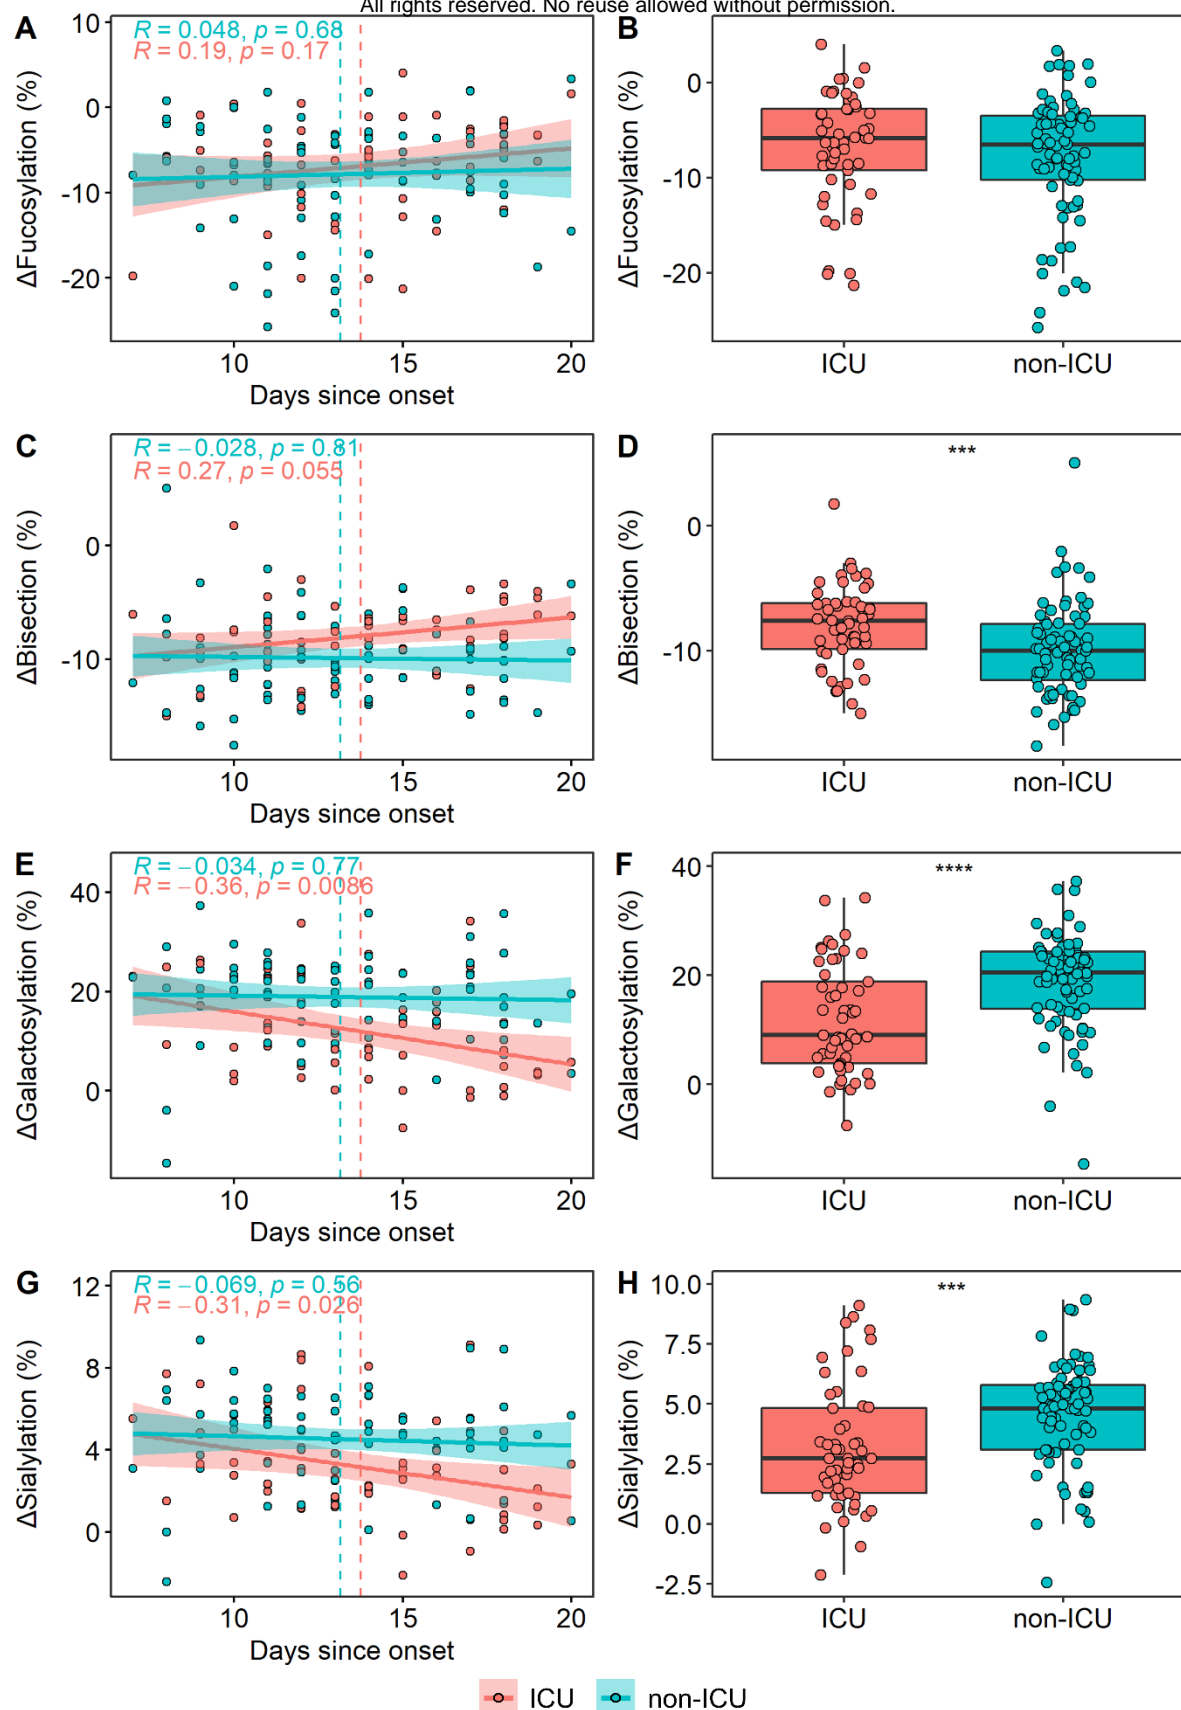 All rights reserved. No reuse allowed without permission.
A
R = 0.048, p = 0.68
R = 0.19, p = 0.17
10
0
-10
-20
ΔFucosylation (%)
10 15 20
Days since onset
B
0
-10
-20
ΔFucosylation (%)
ICU non-ICU
C
R = −0.028, p = 0.81
R = 0.27, p = 0.055
0
-10
ΔBisection (%)
10 15 20
Days since onset
D
***
0
-10
ΔBisection (%)
ICU non-ICU
E
R = −0.034, p = 0.77
R = −0.36, p = 0.0086
40
20
0
ΔGalactosylation (%)
10 15 20
Days since onset
F
****
40
20
0
ΔGalactosylation (%)
ICU non-ICU
G
R = −0.069, p = 0.56
R = −0.31, p = 0.026
12
8
4
0
ΔSialylation (%)
10 15 20
Days since onset
H
***
10.0
7.5
5.0
2.5
0.0
-2.5
ΔSialylation (%)
ICU non-ICU
ICU non-ICU